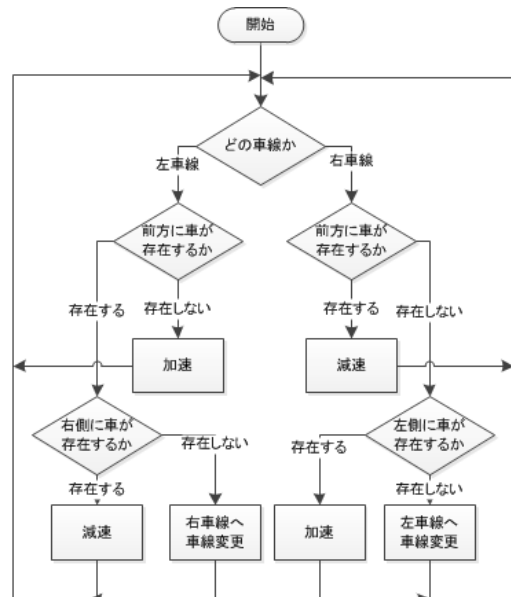 開始
どの車線か
左車線
右車線
前方に車が
存在するか
前方に車が
存在するか
存在する
存在しない
存在する
存在しない
加速
減速
右側に車が
存在するか
左側に車が
存在するか
存在する
存在しない
存在する
存在しない
減速
右車線へ
車線変更
加速
左車線へ
車線変更